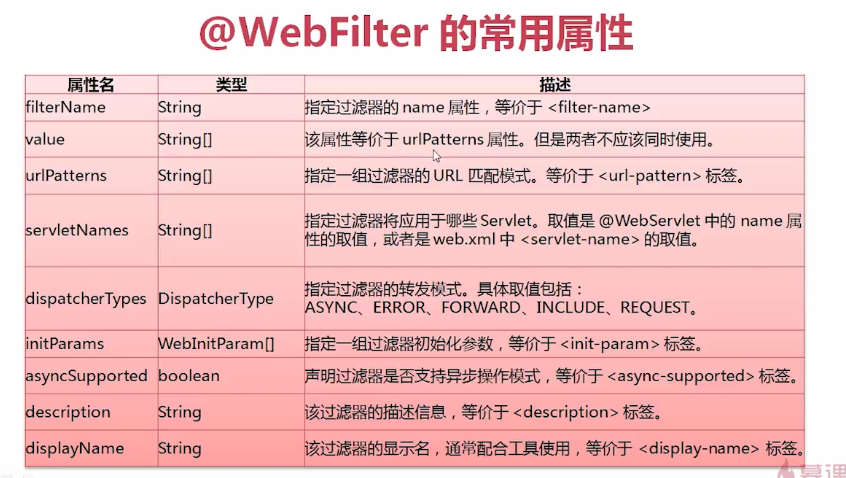 @WebFilter 的常用属性
属性名 类型 描述
filterName String 指定过滤器的 name 属性，等价于 <filter-name>
value String[] 该属性等价于 urlPatterns 属性。但是两者不应该同时使用。
urlPatterns String[] 指定一组过滤器的 URL 匹配模式。等价于 <url-pattern> 标签。
servletNames String[] 指定过滤器将应用于哪些 Servlet。取值是 @WebServlet 中的 name 属
性的取值，或者是 web.xml 中 <servlet-name> 的取值。
dispatcherTypes DispatcherType 指定过滤器的转发模式。具体取值包括：
ASYNC、ERROR、FORWARD、INCLUDE、REQUEST。
initParams WebInitParam[] 指定一组过滤器初始化参数，等价于 <init-param> 标签。
asyncSupported boolean 声明过滤器是否支持异步操作模式，等价于 <async-supported> 标签。
description String 该过滤器的描述信息，等价于 <description> 标签。
displayName String 该过滤器的显示名，通常配合工具使用，等价于 <display-name> 标签。
慕课